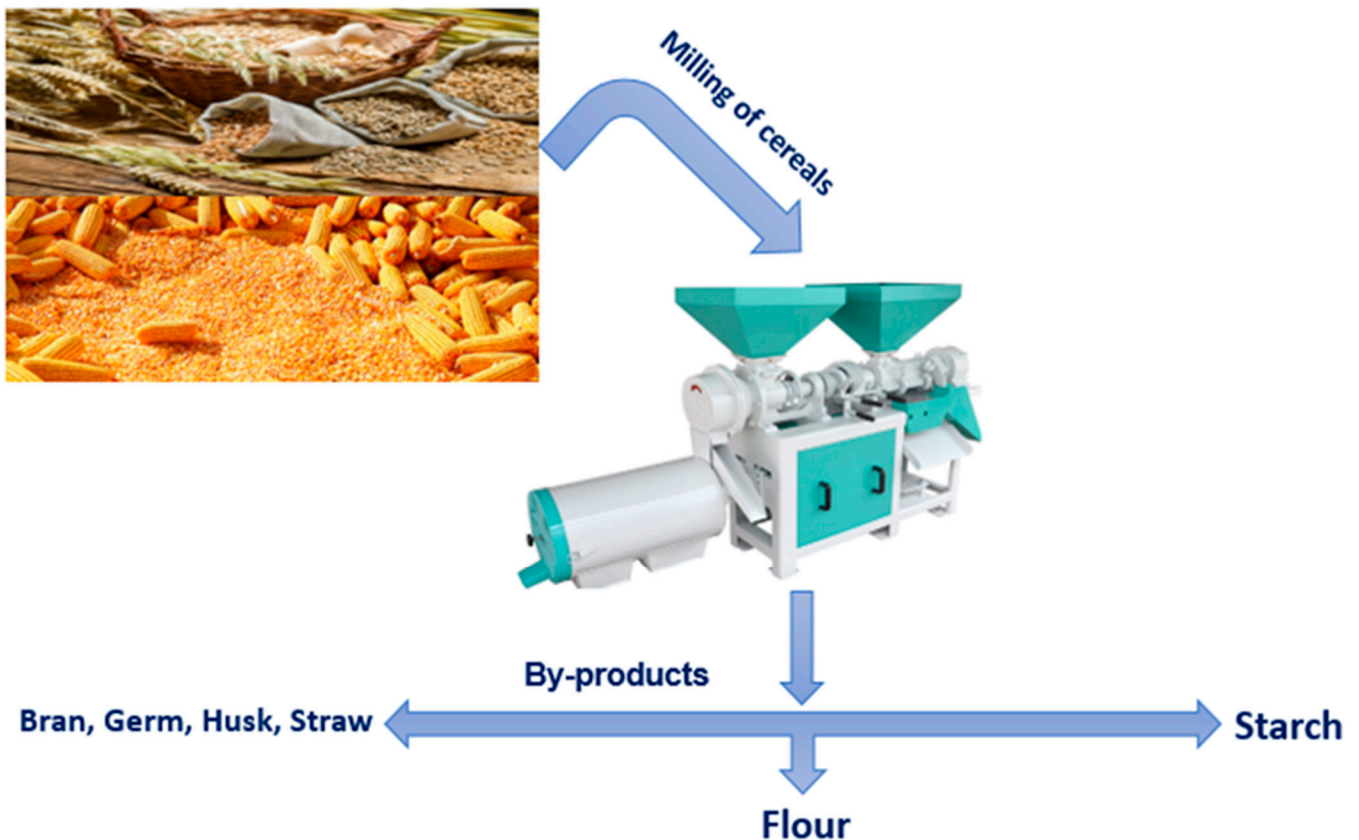 Milling of cereals
By-products
Bran, Germ, Husk, Straw
Starch
Flour